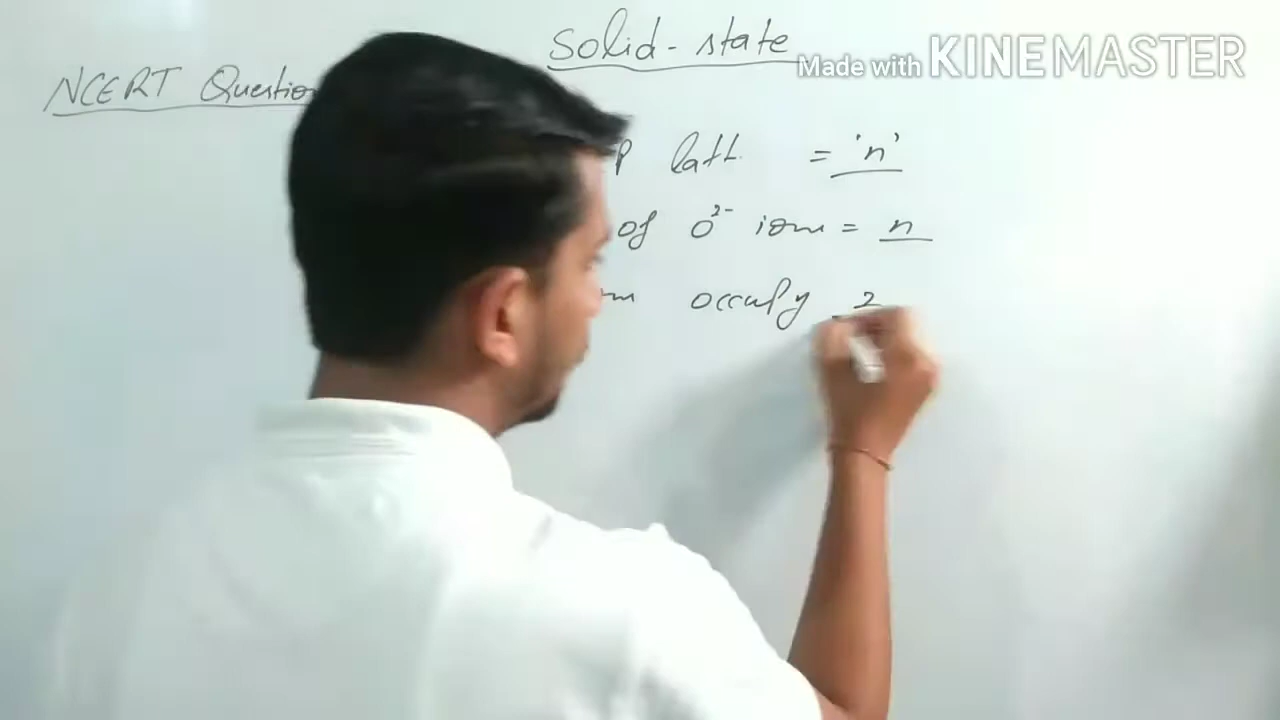 Solid-state
Made with KINEMASTER
NCERT Question
P latt. = 'n'
of O²⁻ ions = n
occupy 2